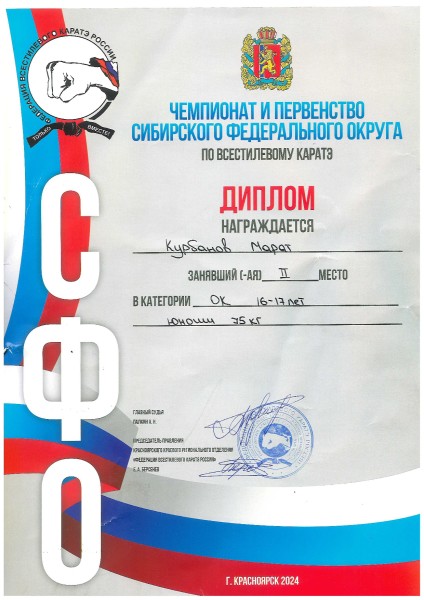 ФЕДЕРАЦИЯ ВСЕСТИЛЕВОГО КАРАТЭ РОССИИ
ТОЛЬКО ВМЕСТЕ!
СФО
ЧЕМПИОНАТ И ПЕРВЕНСТВО
СИБИРСКОГО ФЕДЕРАЛЬНОГО ОКРУГА
ПО ВСЕСТИЛЕВОМУ КАРАТЭ
ДИПЛОМ
НАГРАЖДАЕТСЯ
Курбанов Марат
ЗАНЯВШИЙ (-АЯ) II МЕСТО
В КАТЕГОРИИ ОК 16-17 лет
юноши 75 кг
ГЛАВНЫЙ СУДЬЯ
ПРЕДСЕДАТЕЛЬ ПРАВЛЕНИЯ
КРАСНОЯРСКОГО КРАЕВОГО РЕГИОНАЛЬНОГО ОТДЕЛЕНИЯ
«ФЕДЕРАЦИЯ ВСЕСТИЛЕВОГО КАРАТЭ РОССИИ»
Г. КРАСНОЯРСК 2024